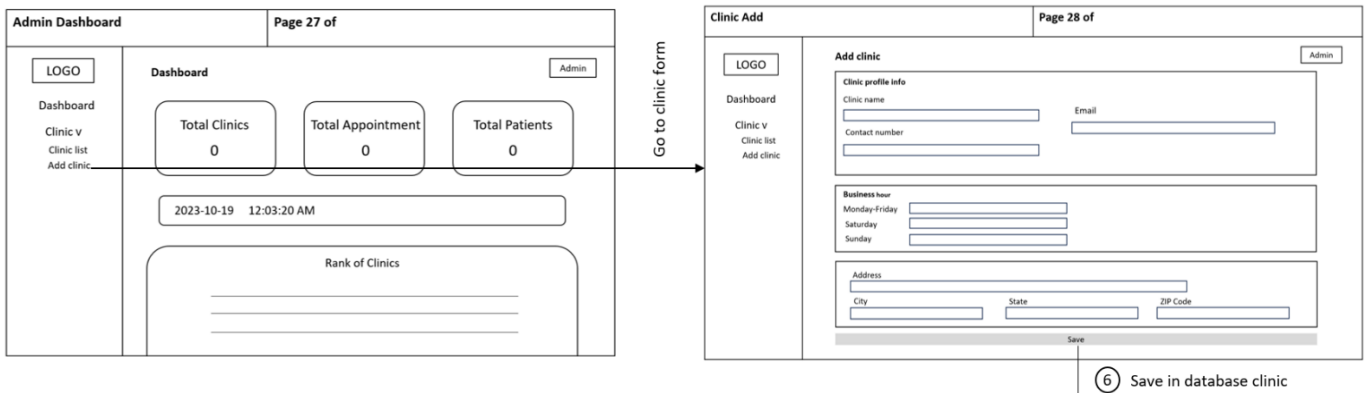 Admin Dashboard
Page 27 of
LOGO
Dashboard
Admin
Dashboard
Clinic v
Clinic list
Add clinic
Total Clinics
0
Total Appointment
0
Total Patients
0
2023-10-19 12:03:20 AM
Rank of Clinics
Go to clinic form
Clinic Add
Page 28 of
LOGO
Add clinic
Admin
Dashboard
Clinic v
Clinic list
Add clinic
Clinic profile info
Clinic name
Email
Contact number
Business hour
Monday-Friday
Saturday
Sunday
Address
City State ZIP Code
Save
6 Save in database clinic